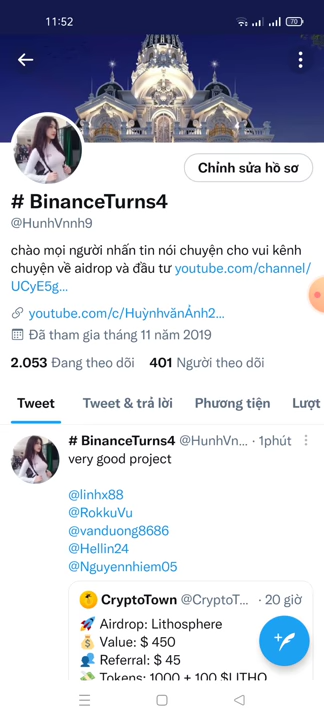 11:52
70
Chỉnh sửa hồ sơ
# BinanceTurns4
@HunhVnnh9
chào mọi người nhấn tin nói chuyện cho vui kênh
chuyện về aidrop và đầu tư youtube.com/channel/
UCyE5g...
youtube.com/c/HuỳnhvănẢnh2...
Đã tham gia tháng 11 năm 2019
2.053 Đang theo dõi 401 Người theo dõi
Tweet Tweet & trả lời Phương tiện Lượt
# BinanceTurns4 @HunhVn... · 1phút
very good project
@linhx88
@RokkuVu
@vanduong8686
@Hellin24
@Nguyennhiem05
CryptoTown @CryptoT... · 20 giờ
🚀 Airdrop: Lithosphere
💰 Value: $ 450
👥 Referral: $ 45
💸 Tokens: 1000 + 100 $LITHO